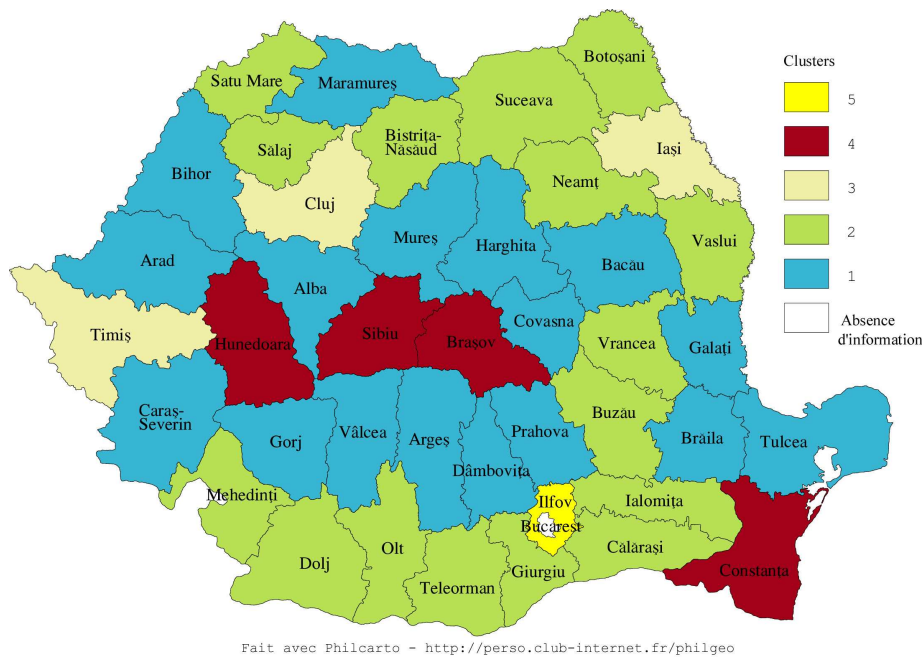 Botoșani
Satu Mare
Maramureș
Suceava
Clusters
5
4
3
2
1
Absence
d'information
Bistrița-
Năsăud
Iași
Sălaj
Bihor
Neamț
Cluj
Mureș
Harghita
Vaslui
Arad
Alba
Bacău
Timiș
Hunedoara
Sibiu
Brașov
Covasna
Vrancea
Galați
Caraș-
Severin
Gorj
Vâlcea
Argeș
Prahova
Buzău
Brăila
Tulcea
Dâmbovița
Mehedinți
Ilfov
Bucarest
Ialomița
Dolj
Olt
Teleorman
Giurgiu
Călărași
Constanța
Fait avec Philcarto - http://perso.club-internet.fr/philgeo